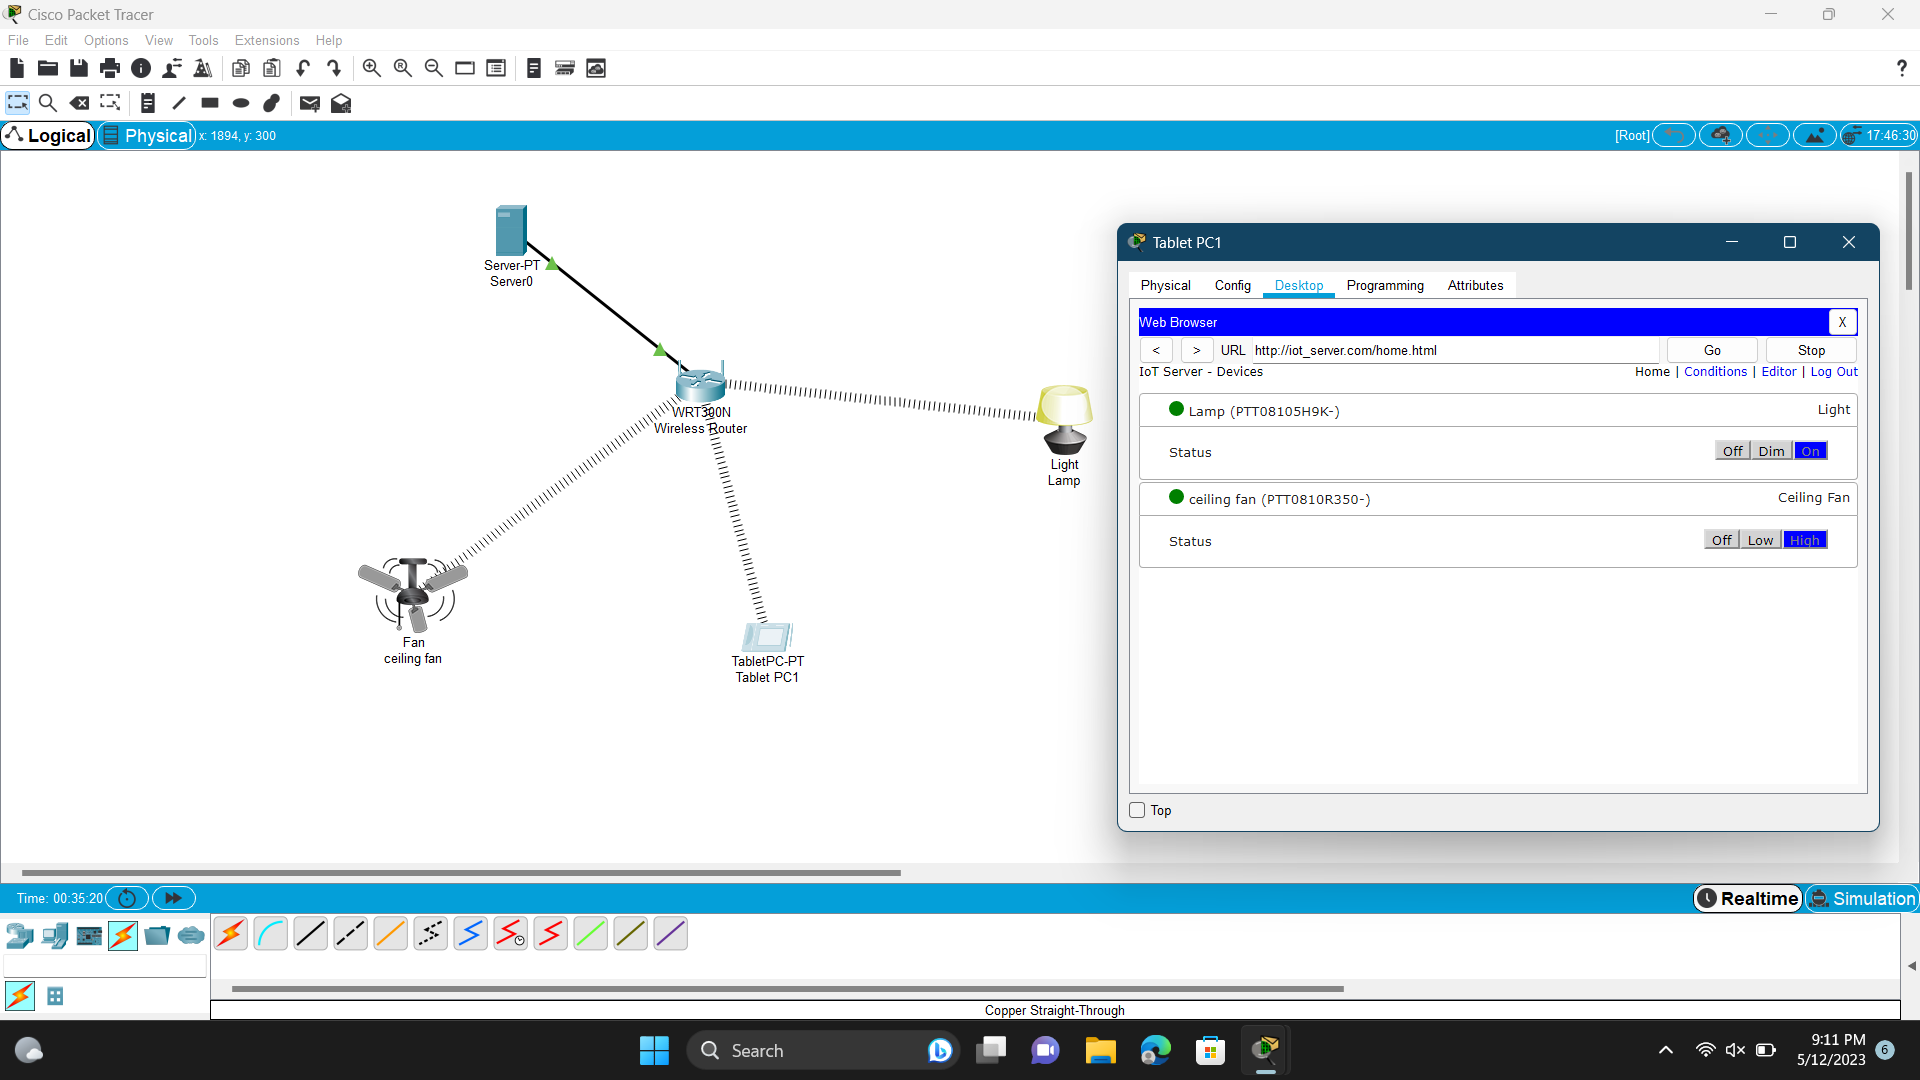 Cisco Packet Tracer
File Edit Options View Tools Extensions Help
?
Logical Physical x: 1894, y: 300 [Root] 17:46:30
Server-PT
Server0
WRT300N
Wireless Router
Light
Lamp
Fan
ceiling fan
TabletPC-PT
Tablet PC1
Tablet PC1
Physical Config Desktop Programming Attributes
Web Browser X
< > URL http://iot_server.com/home.html Go Stop
IoT Server - Devices Home | Conditions | Editor | Log Out
Lamp (PTT08105H9K-) Light
Status Off Dim On
ceiling fan (PTT0810R350-) Ceiling Fan
Status Off Low High
Top
Time: 00:35:20 Realtime Simulation
Copper Straight-Through
Search
9:11 PM
5/12/2023
6